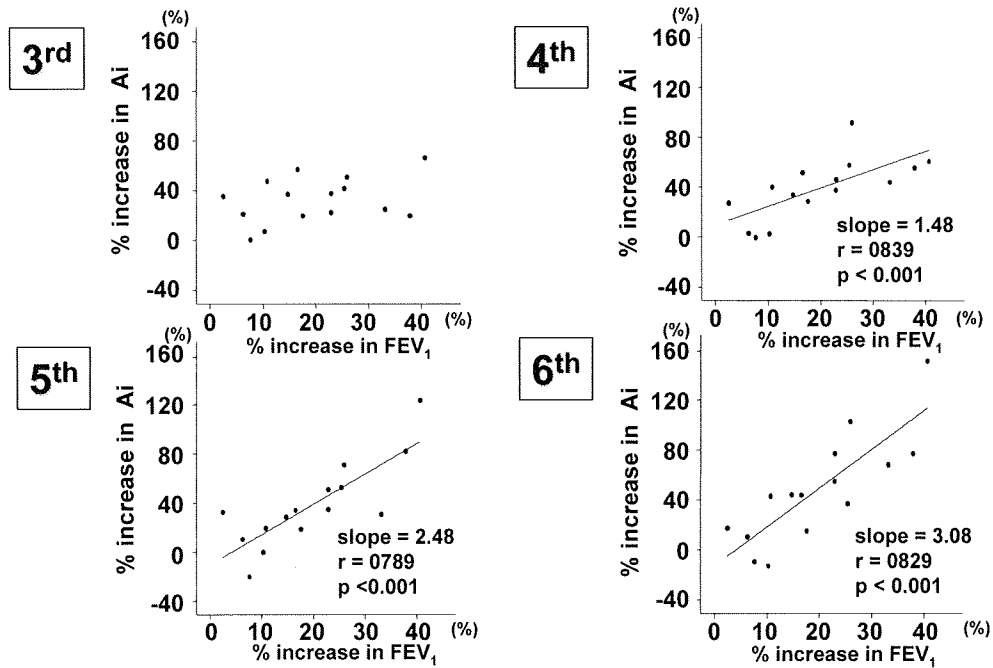 3rd
(%)
160
120
80
40
0
-40
% increase in Ai
0 10 20 30 40 (%)
% increase in FEV1
4th
(%)
160
120
80
40
0
-40
% increase in Ai
slope = 1.48
r = 0839
p < 0.001
0 10 20 30 40 (%)
% increase in FEV1
5th
(%)
160
120
80
40
0
-40
% increase in Ai
slope = 2.48
r = 0789
p <0.001
0 10 20 30 40 (%)
% increase in FEV1
6th
(%)
160
120
80
40
0
-40
% increase in Ai
slope = 3.08
r = 0829
p < 0.001
0 10 20 30 40 (%)
% increase in FEV1